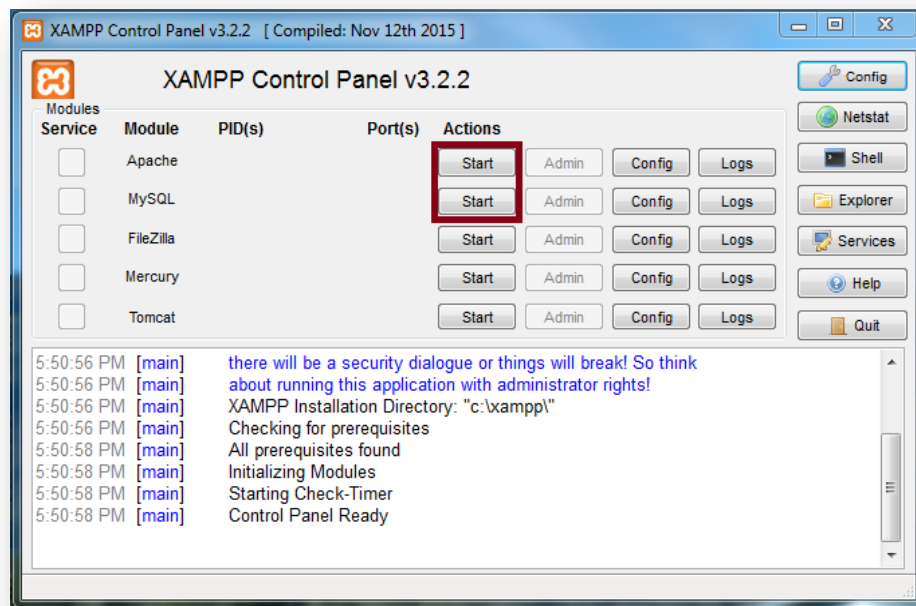 XAMPP Control Panel v3.2.2 [ Compiled: Nov 12th 2015 ]
XAMPP Control Panel v3.2.2
Config
Modules
Netstat
Service Module PID(s) Port(s) Actions
Apache Start Admin Config Logs
Shell
MySQL Start Admin Config Logs
Explorer
FileZilla Start Admin Config Logs
Services
Mercury Start Admin Config Logs
Help
Tomcat Start Admin Config Logs
Quit
5:50:56 PM [main] there will be a security dialogue or things will break! So think
5:50:56 PM [main] about running this application with administrator rights!
5:50:56 PM [main] XAMPP Installation Directory: "c:\xampp\"
5:50:56 PM [main] Checking for prerequisites
5:50:58 PM [main] All prerequisites found
5:50:58 PM [main] Initializing Modules
5:50:58 PM [main] Starting Check-Timer
5:50:58 PM [main] Control Panel Ready